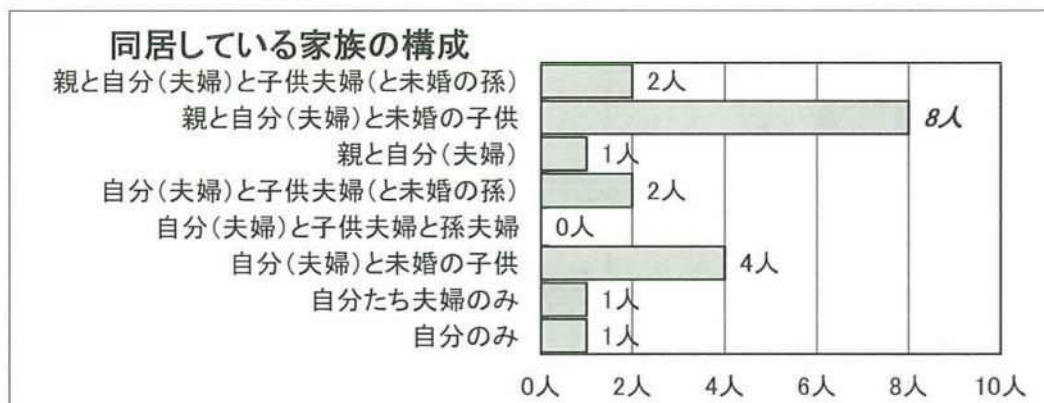 同居している家族の構成
親と自分(夫婦)と子供夫婦(と未婚の孫) 2人
親と自分(夫婦)と未婚の子供 8人
親と自分(夫婦) 1人
自分(夫婦)と子供夫婦(と未婚の孫) 2人
自分(夫婦)と子供夫婦と孫夫婦 0人
自分(夫婦)と未婚の子供 4人
自分たち夫婦のみ 1人
自分のみ 1人
0人 2人 4人 6人 8人 10人